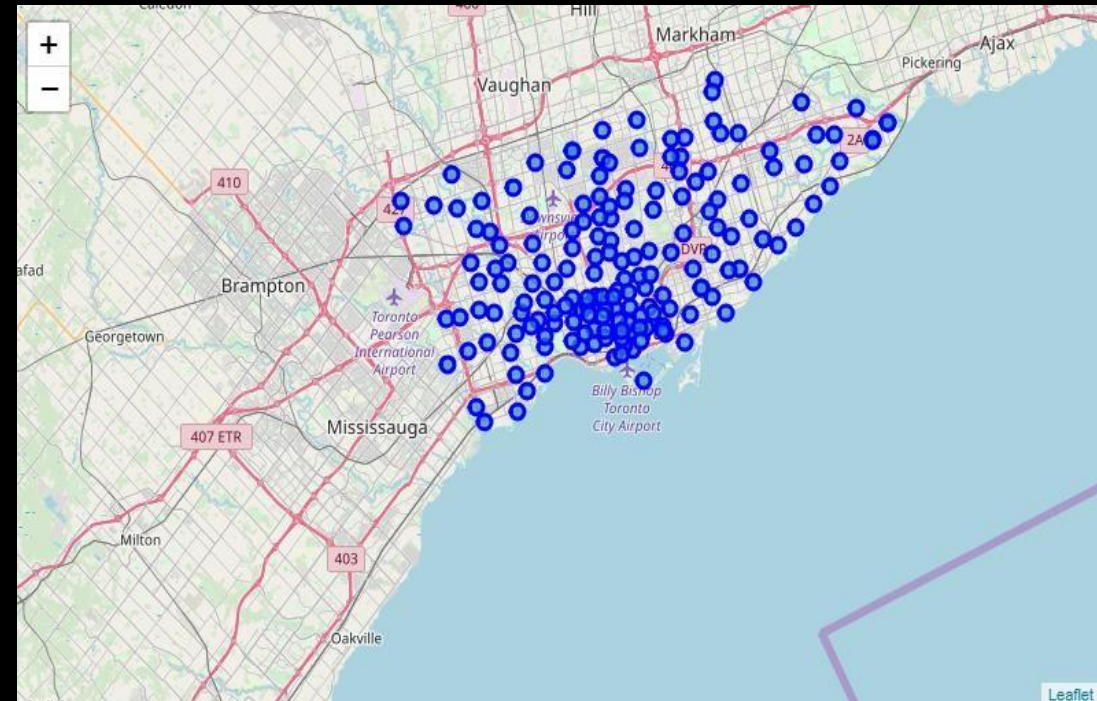 +
−
Hill
Markham
Ajax
Pickering
Vaughan
2A
410
427
DVP
Brampton
Georgetown
Toronto
Pearson
International
Airport
Billy Bishop
Toronto
City Airport
Mississauga
407 ETR
Milton
403
Oakville
Leaflet